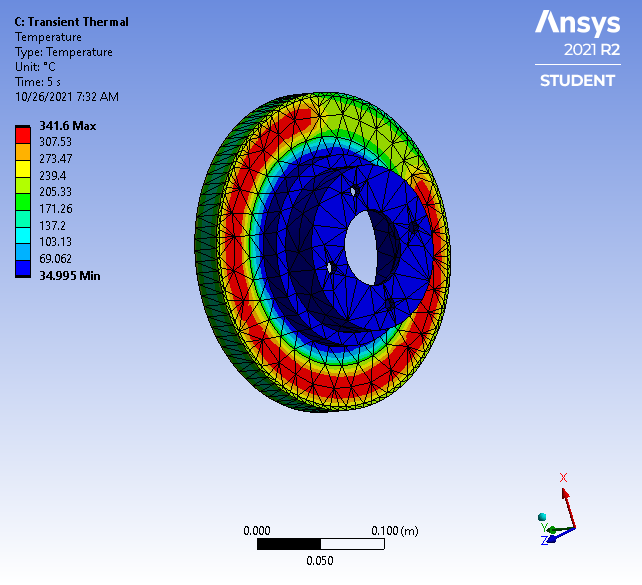 C: Transient Thermal
Temperature
Type: Temperature
Unit: °C
Time: 5 s
10/26/2021 7:32 AM
341.6 Max
307.53
273.47
239.4
205.33
171.26
137.2
103.13
69.062
34.995 Min
Ansys
2021 R2
STUDENT
0.000
0.100 (m)
0.050
X
Y
Z